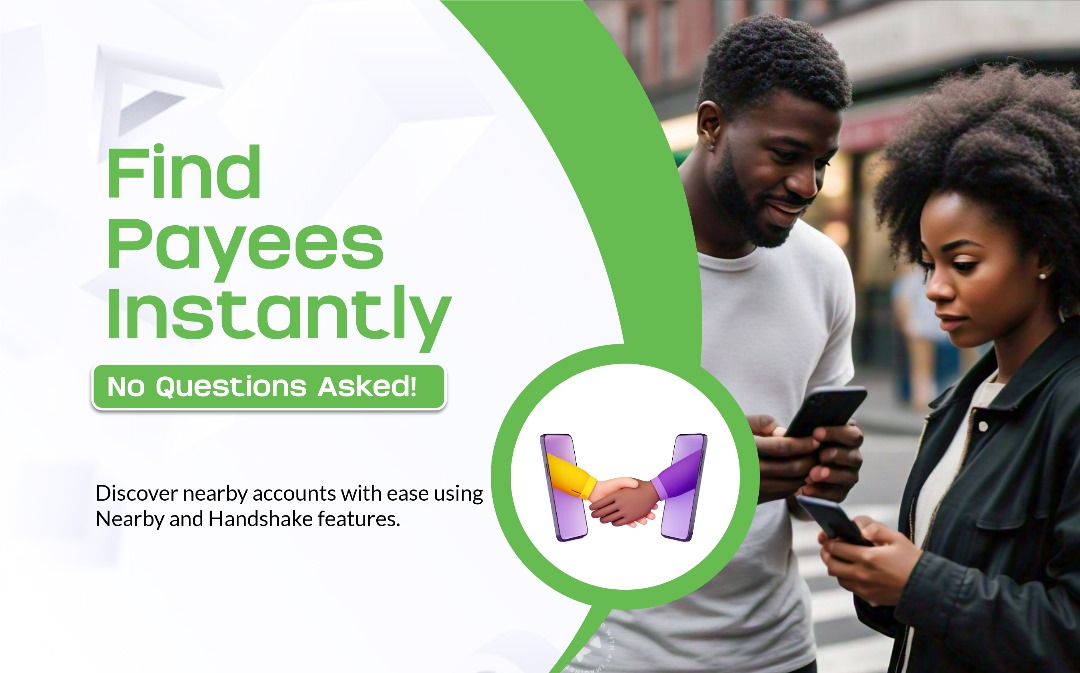 Find
Payees
Instantly
No Questions Asked!
Discover nearby accounts with ease using
Nearby and Handshake features.